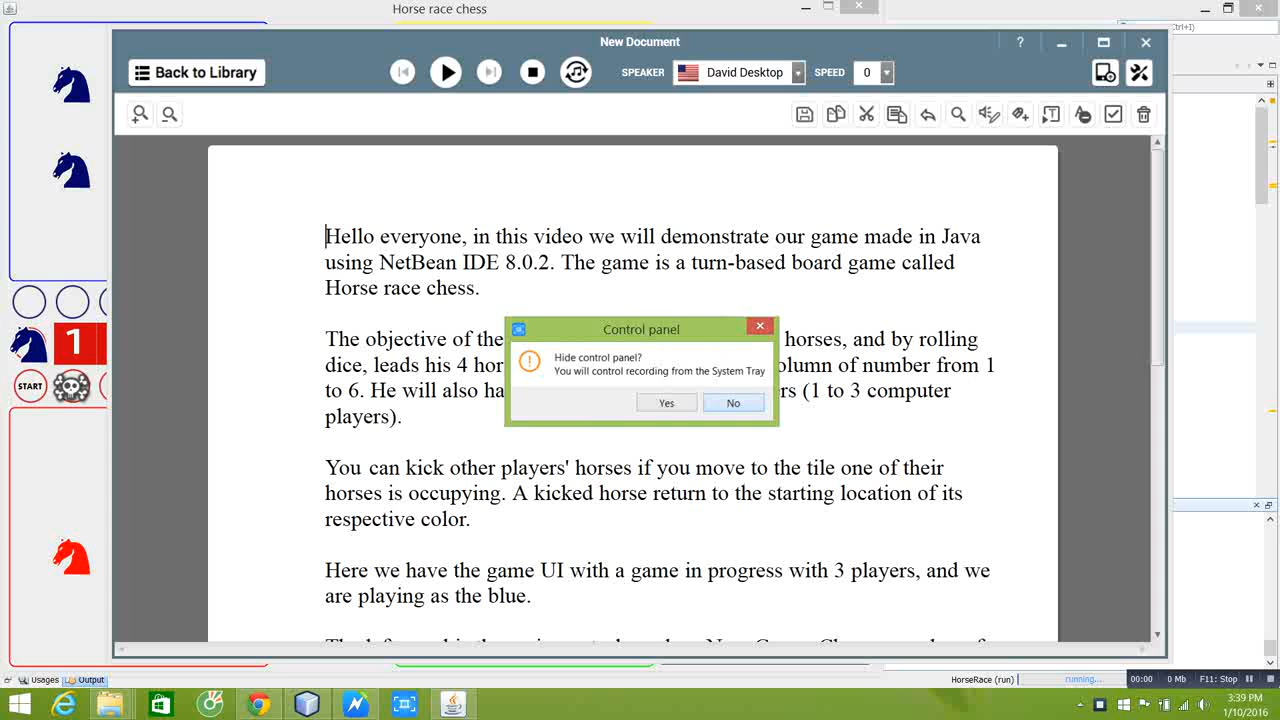 Horse race chess
New Document
Back to Library
SPEAKER
David Desktop
SPEED
0
Hello everyone, in this video we will demonstrate our game made in Java
using NetBean IDE 8.0.2. The game is a turn-based board game called
Horse race chess.
The objective of the
horses, and by rolling
dice, leads his 4 hor
olumn of number from 1
to 6. He will also ha
rs (1 to 3 computer
players).
Control panel
Hide control panel?
You will control recording from the System Tray
Yes
No
You can kick other players' horses if you move to the tile one of their
horses is occupying. A kicked horse return to the starting location of its
respective color.
Here we have the game UI with a game in progress with 3 players, and we
are playing as the blue.
1
START
Ctrl+I)
Usages
Output
HorseRace (run)
running...
00:00
0 Mb
F11: Stop
3:39 PM
1/10/2016